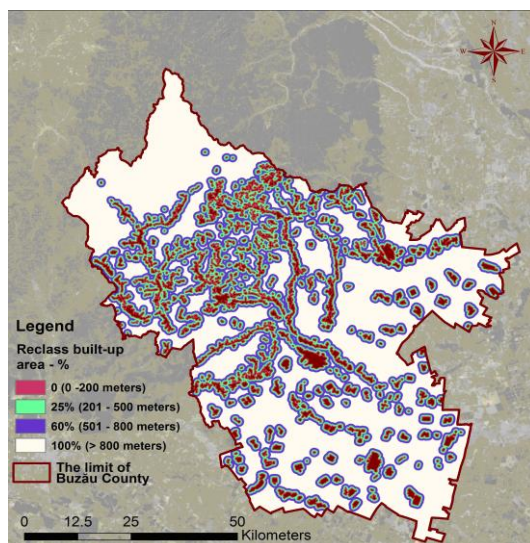 N
W E
S
Legend
Reclass built-up
area - %
0 (0 -200 meters)
25% (201 - 500 meters)
60% (501 - 800 meters)
100% (> 800 meters)
The limit of
Buzău County
0 12.5 25 50
Kilometers